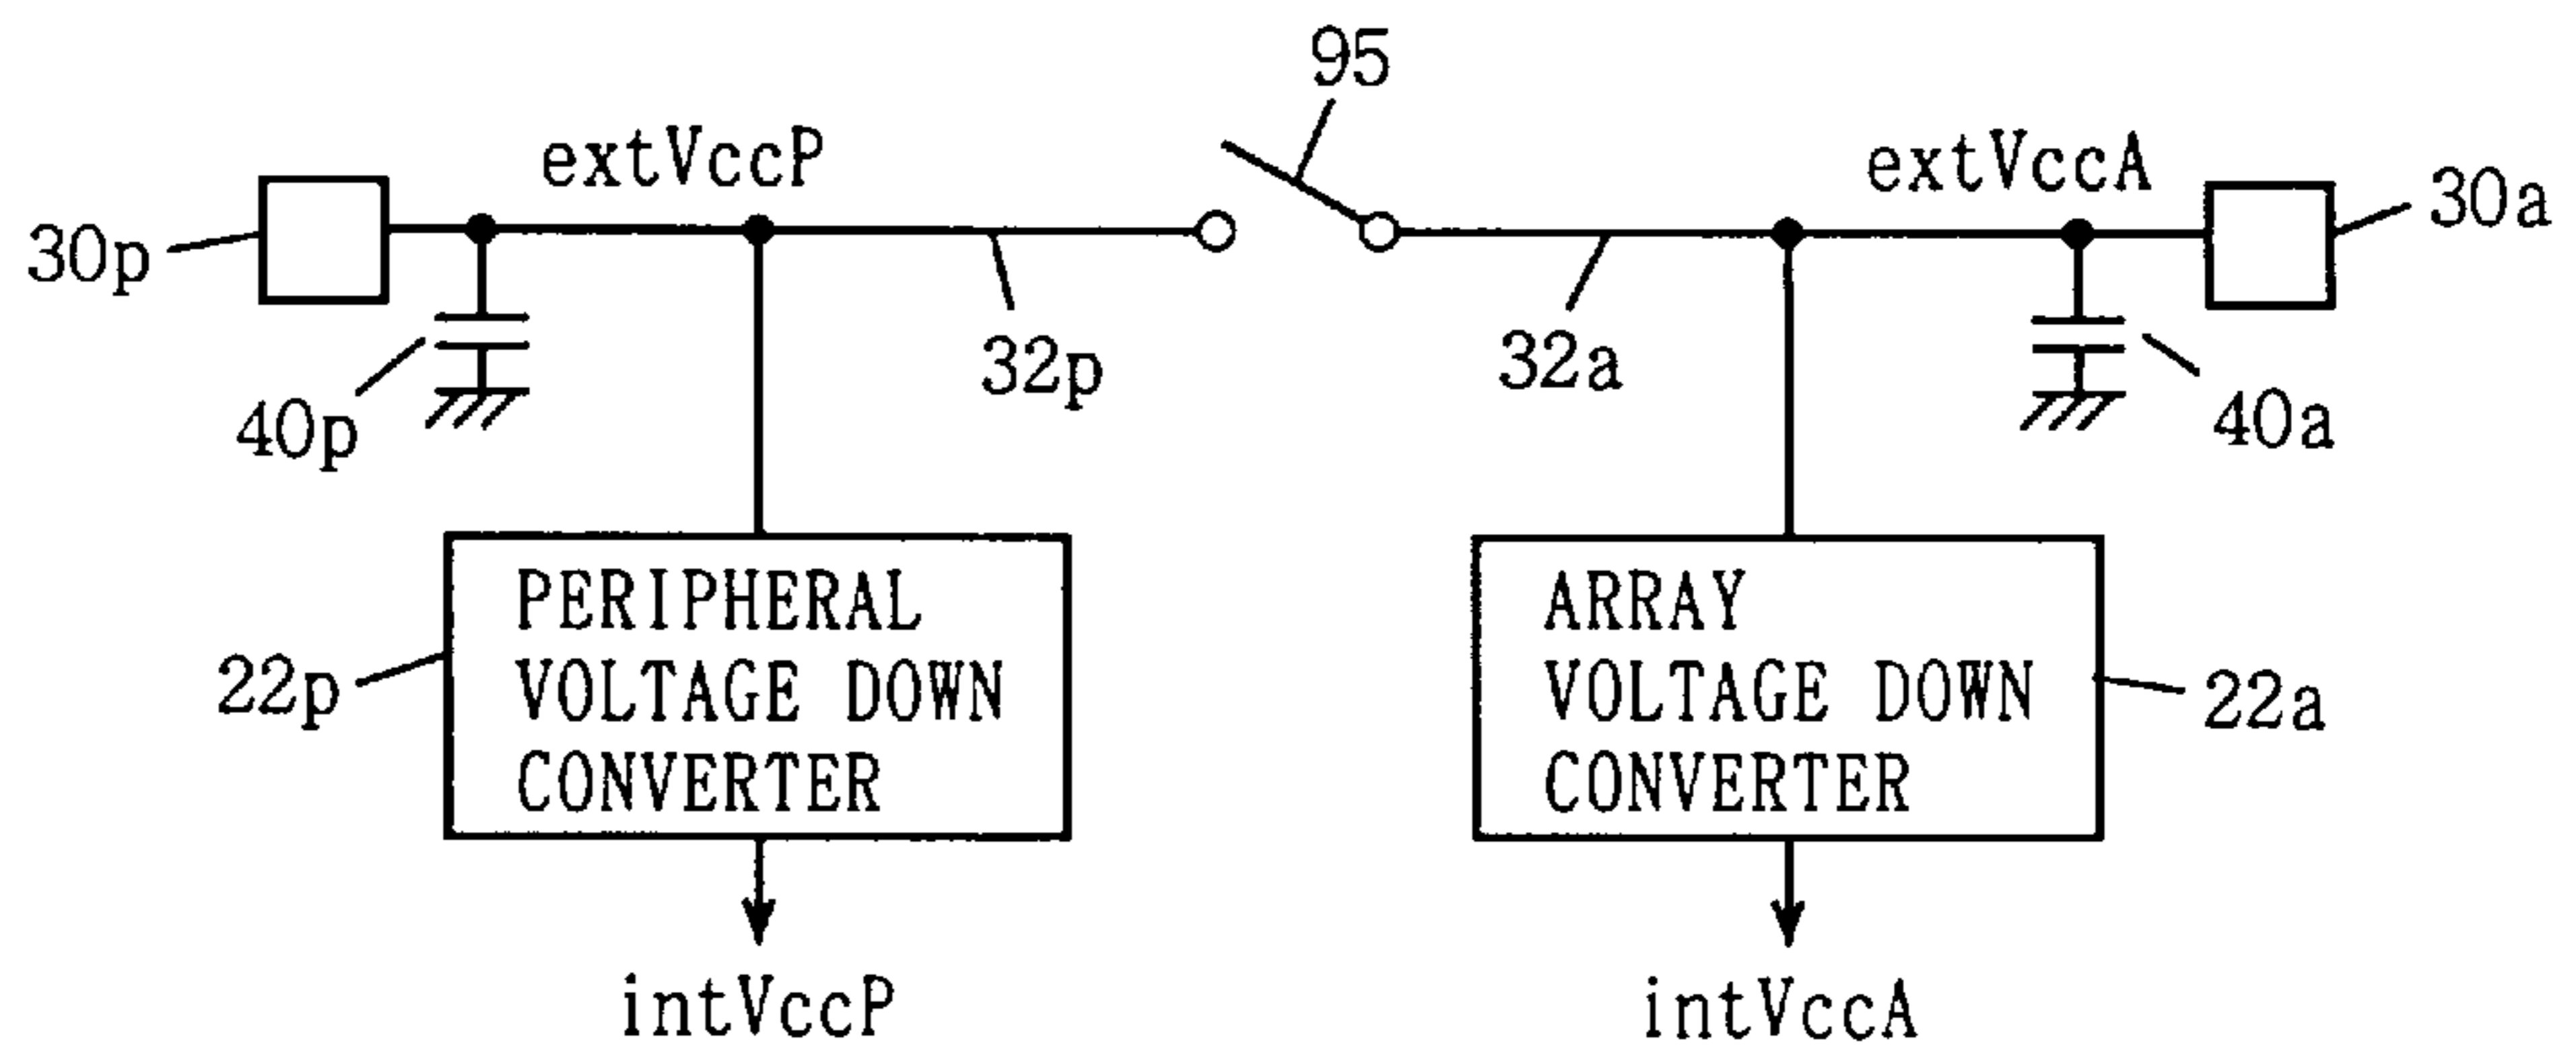 95
extVccP
extVccA
30p
30a
32p
32a
40p
40a
PERIPHERAL
VOLTAGE DOWN
CONVERTER
ARRAY
VOLTAGE DOWN
CONVERTER
22p
22a
intVccP
intVccA